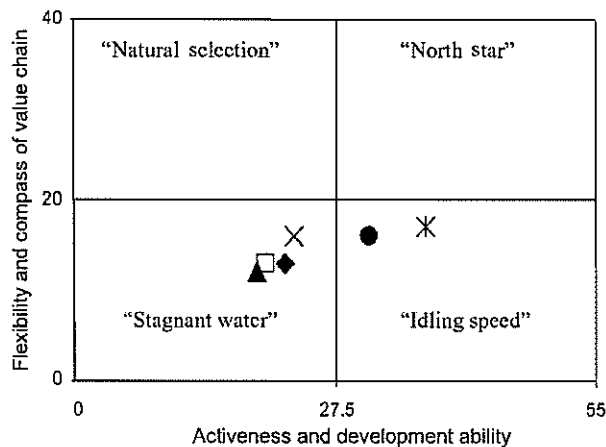 Flexibility and compass of value chain
40
20
0
“Natural selection”
“North star”
“Stagnant water”
“Idling speed”
0
27.5
55
Activeness and development ability